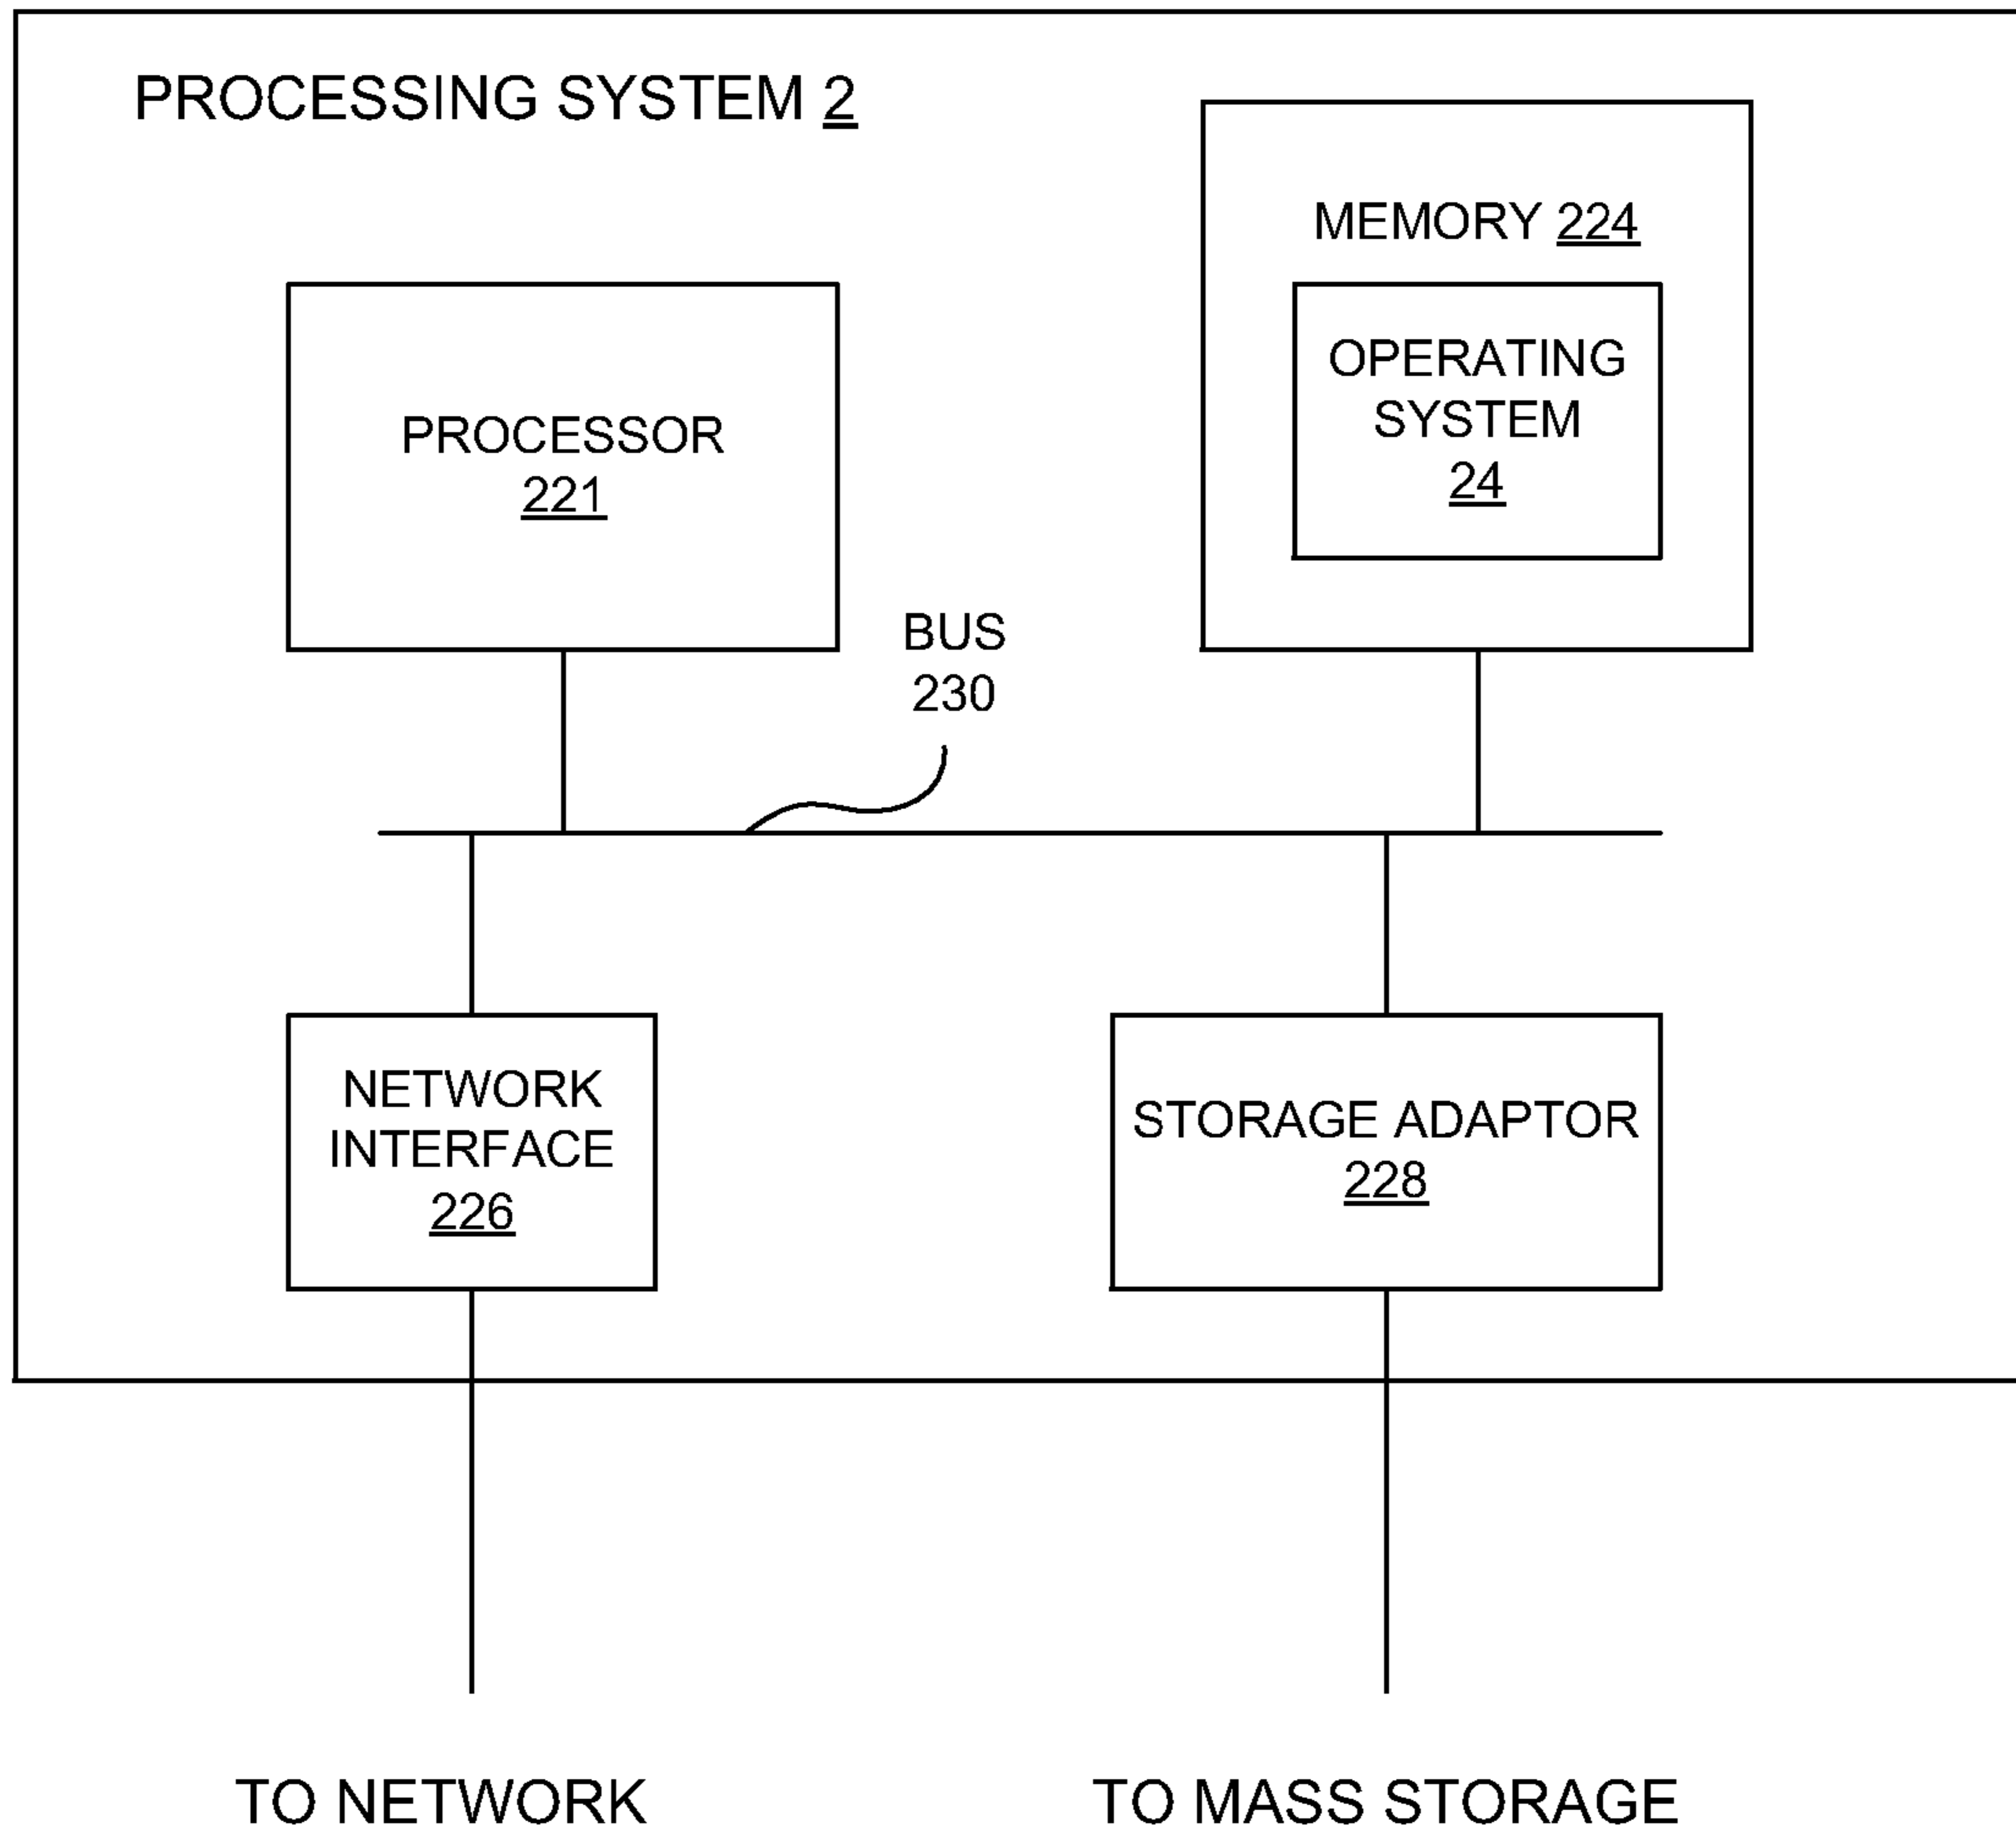 PROCESSING SYSTEM 2
MEMORY 224
OPERATING
SYSTEM
24
PROCESSOR
221
BUS
230
NETWORK
INTERFACE
226
STORAGE ADAPTOR
228
TO NETWORK
TO MASS STORAGE